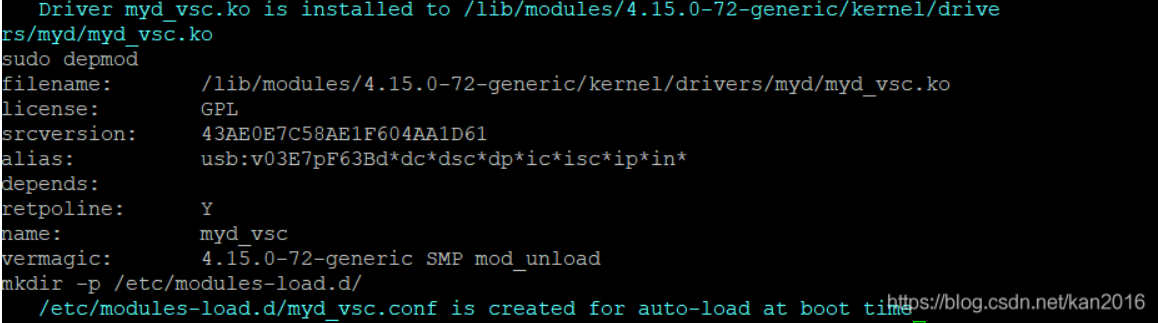 Driver myd_vsc.ko is installed to /lib/modules/4.15.0-72-generic/kernel/drive
rs/myd/myd_vsc.ko
sudo depmod
filename:       /lib/modules/4.15.0-72-generic/kernel/drivers/myd/myd_vsc.ko
license:        GPL
srcversion:     43AE0E7C58AE1F604AA1D61
alias:          usb:v03E7pF63Bd*dc*dsc*dp*ic*isc*ip*in*
depends:
retpoline:      Y
name:           myd_vsc
vermagic:       4.15.0-72-generic SMP mod_unload
mkdir -p /etc/modules-load.d/
/etc/modules-load.d/myd_vsc.conf is created for auto-load at boot time
https://blog.csdn.net/kan2016